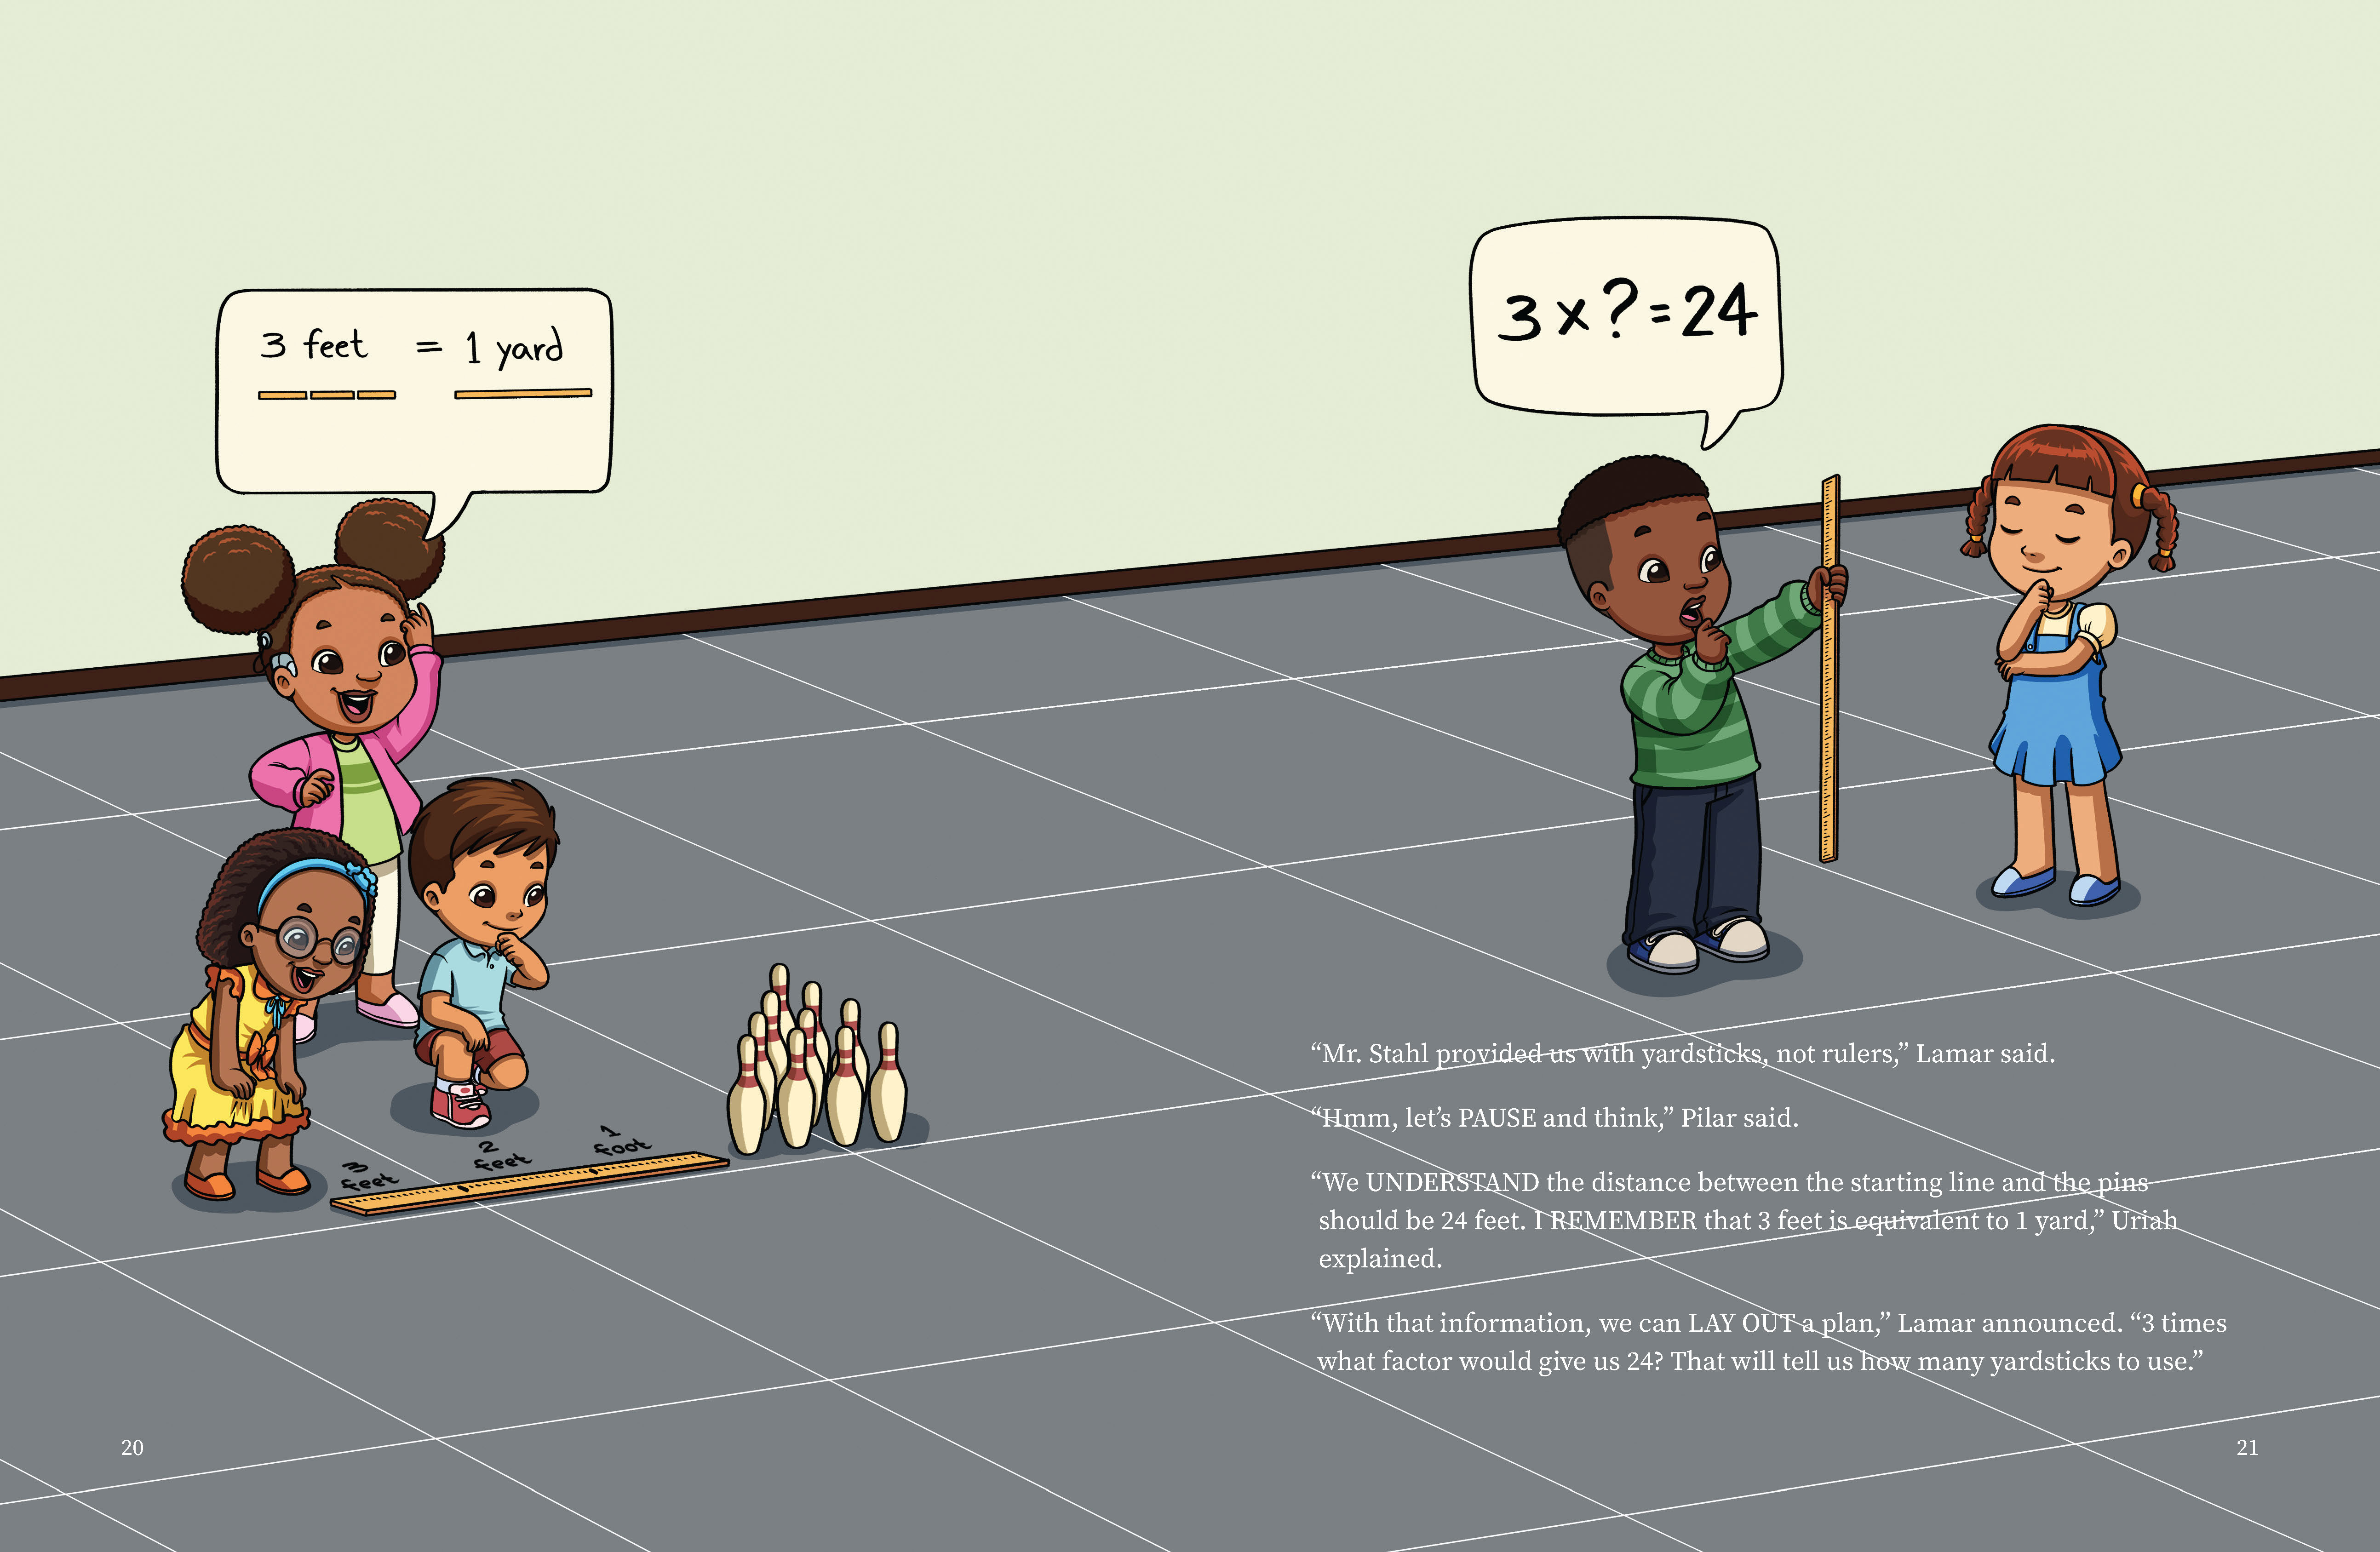 3 feet = 1 yard
3 x ? = 24
3
feet
2
feet
1
foot
“Mr. Stahl provided us with yardsticks, not rulers,” Lamar said.
“Hmm, let’s PAUSE and think,” Pilar said.
“We UNDERSTAND the distance between the starting line and the pins
should be 24 feet. I REMEMBER that 3 feet is equivalent to 1 yard,” Uriah
explained.
“With that information, we can LAY OUT a plan,” Lamar announced. “3 times
what factor would give us 24? That will tell us how many yardsticks to use.”
20
21